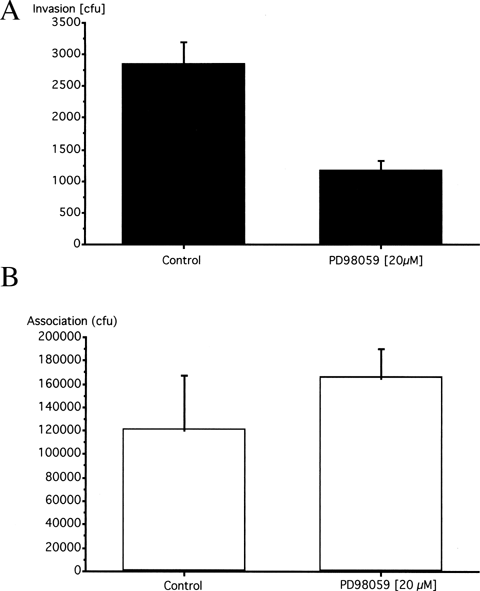 A
Invasion [cfu]
3500
3000
2500
2000
1500
1000
500
0
Control
PD98059 [20µM]
B
Association (cfu)
200000
180000
160000
140000
120000
100000
80000
60000
40000
20000
0
Control
PD98059 [20 µM]